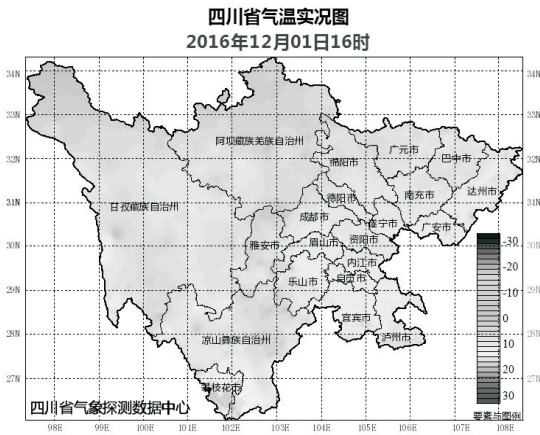 四川省气温实况图
2016年12月01日16时
34N 34N
33N 33N
阿坝藏族羌族自治州 广元市
绵阳市 巴中市
32N 32N
德阳市 南充市 达州市
甘孜藏族自治州
31N 31N
成都市 遂宁市 广安市
雅安市 眉山市 资阳市
30N
内江市
乐山市 自贡市
29N 29N
宜宾市
28N 28N
凉山彝族自治州 泸州市
27N 27N
攀枝花市
-30
-20
-10
0
10
20
30
要素与图例
四川省气象探测数据中心
98E 99E 100E 101E 102E 103E 104E 105E 106E 107E 108E